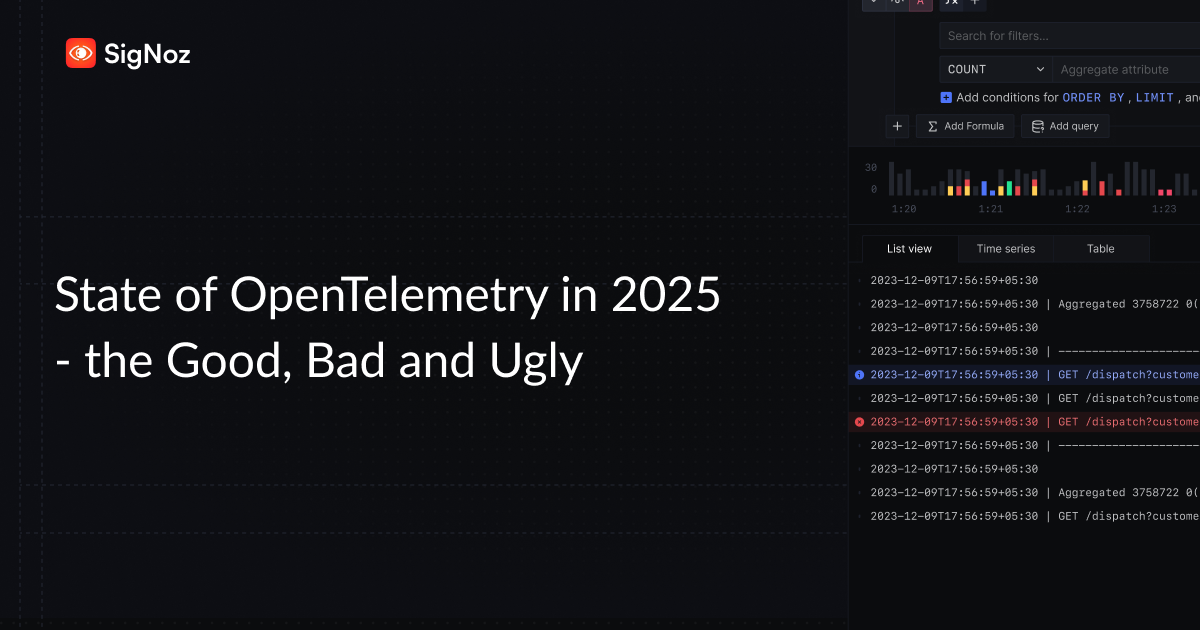 SigNoz
State of OpenTelemetry in 2025
- the Good, Bad and Ugly
Search for filters...
COUNT
Aggregate attribute
Add conditions for ORDER BY , LIMIT , an
+
Add Formula
Add query
30
0
1:20
1:21
1:22
1:23
List view
Time series
Table
2023-12-09T17:56:59+05:30
2023-12-09T17:56:59+05:30 | Aggregated 3758722 0(
2023-12-09T17:56:59+05:30
2023-12-09T17:56:59+05:30 | ---------------------
2023-12-09T17:56:59+05:30 | GET /dispatch?custome
2023-12-09T17:56:59+05:30 | GET /dispatch?custome
2023-12-09T17:56:59+05:30 | GET /dispatch?custome
2023-12-09T17:56:59+05:30 | ---------------------
2023-12-09T17:56:59+05:30
2023-12-09T17:56:59+05:30 | Aggregated 3758722 0(
2023-12-09T17:56:59+05:30 | GET /dispatch?custome